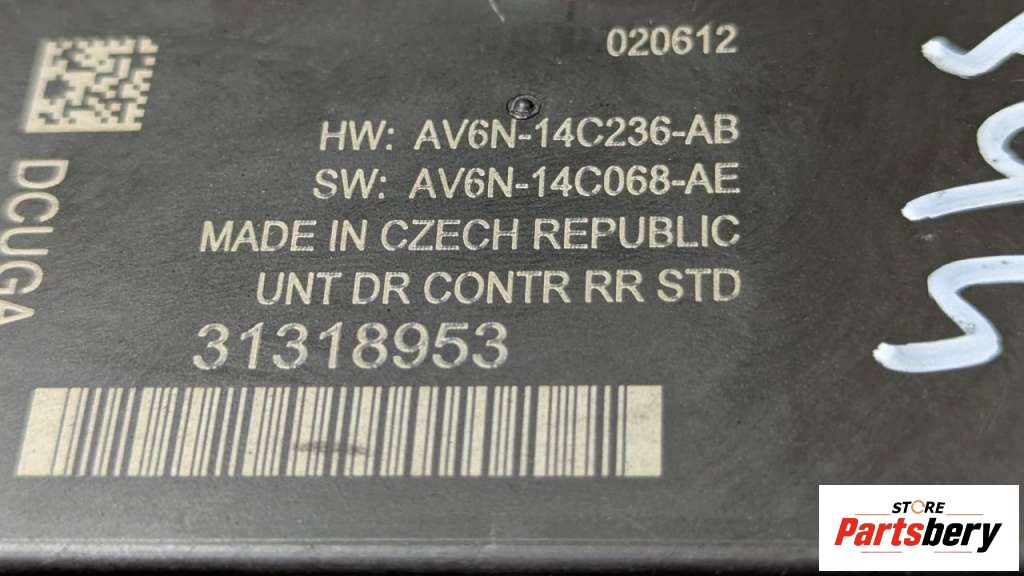 020612
HW: AV6N-14C236-AB
SW: AV6N-14C068-AE
MADE IN CZECH REPUBLIC
UNT DR CONTR RR STD
31318953
DCUGA
STORE
Partsbery